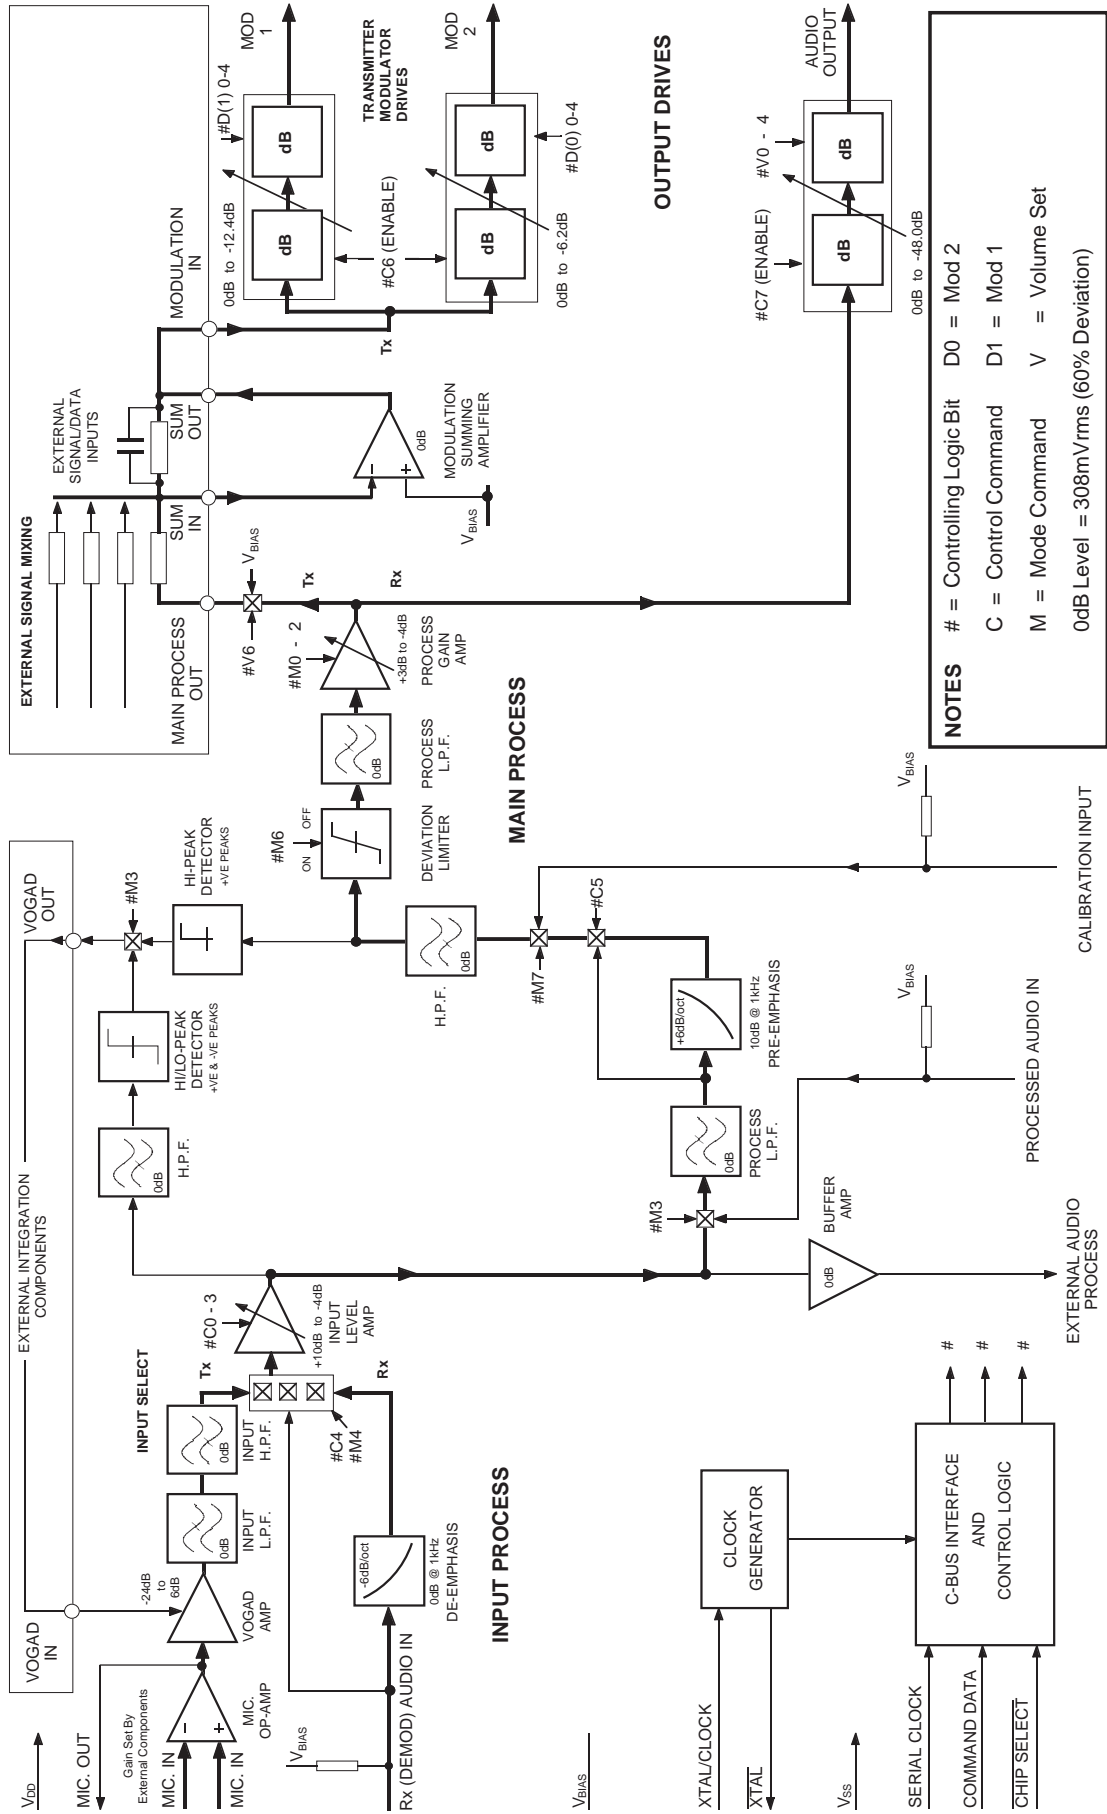 V_DD
MIC. OUT
Gain Set By
External Components
MIC. IN
MIC. IN
−
+
MIC.
OP-AMP
VOGAD
IN
-24dB
to
6dB
VOGAD
AMP
EXTERNAL INTEGRATION
COMPONENTS
VOGAD
OUT
INPUT
L.P.F.
0dB
INPUT
H.P.F.
0dB
INPUT SELECT
Tx
#C4
#M4
Rx
#C0 - 3
+10dB to -4dB
INPUT
LEVEL
AMP
V_BIAS
Rx (DEMOD) AUDIO IN
-6dB/oct
0dB @ 1kHz
DE-EMPHASIS
INPUT PROCESS
0dB
H.P.F.
HI/LO-PEAK
DETECTOR
+VE & -VE PEAKS
#M3
HI-PEAK
DETECTOR
+VE PEAKS
#M3
0dB
PROCESS
L.P.F.
+6dB/oct
10dB @ 1kHz
PRE-EMPHASIS
#C5
#M7
0dB
H.P.F.
0dB
BUFFER
AMP
EXTERNAL AUDIO
PROCESS
PROCESSED AUDIO IN
V_BIAS
CALIBRATION INPUT
V_BIAS
#M6
ON
OFF
DEVIATION
LIMITER
0dB
PROCESS
L.P.F.
#M0 - 2
+3dB to -4dB
PROCESS
GAIN
AMP
MAIN PROCESS
Tx
Rx
#V6
V_BIAS
EXTERNAL SIGNAL MIXING
MAIN PROCESS
OUT
EXTERNAL
SIGNAL/DATA
INPUTS
SUM
IN
SUM
OUT
MODULATION
IN
−
+
0dB
V_BIAS
MODULATION
SUMMING
AMPLIFIER
Tx
0dB to -12.4dB
#D(1) 0-4
dB
dB
MOD
1
#C6 (ENABLE)
TRANSMITTER
MODULATOR
DRIVES
dB
dB
MOD
2
0dB to -6.2dB
#D(0) 0-4
OUTPUT DRIVES
#C7 (ENABLE)
#V0 - 4
dB
dB
0dB to -48.0dB
AUDIO
OUTPUT
V_BIAS
XTAL/CLOCK
XTAL
CLOCK
GENERATOR
V_SS
SERIAL CLOCK
COMMAND DATA
CHIP SELECT
C-BUS INTERFACE
AND
CONTROL LOGIC
#
#
#
NOTES
# = Controlling Logic Bit D0 = Mod 2
C = Control Command D1 = Mod 1
M = Mode Command V = Volume Set
0dB Level = 308mVrms (60% Deviation)